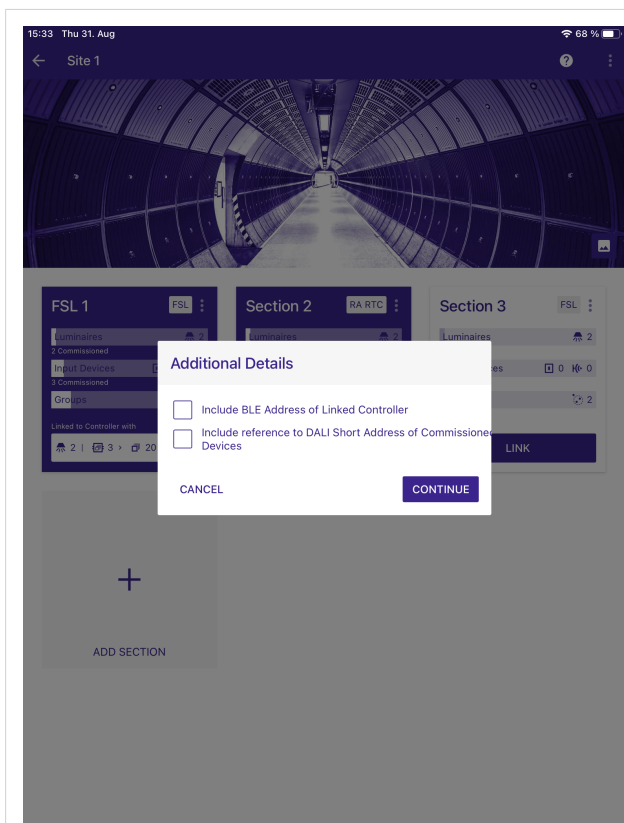 15:33 Thu 31. Aug
68 %
Site 1
FSL 1
FSL
Section 2
RA RTC
Section 3
FSL
Luminaires
2
Luminaires
2
Luminaires
2
2 Commissioned
Input Devices
0
0
3 Commissioned
Groups
2
Linked to Controller with
2 | 3 > 20
LINK
Additional Details
Include BLE Address of Linked Controller
Include reference to DALI Short Address of Commissione
Devices
CANCEL
CONTINUE
ADD SECTION